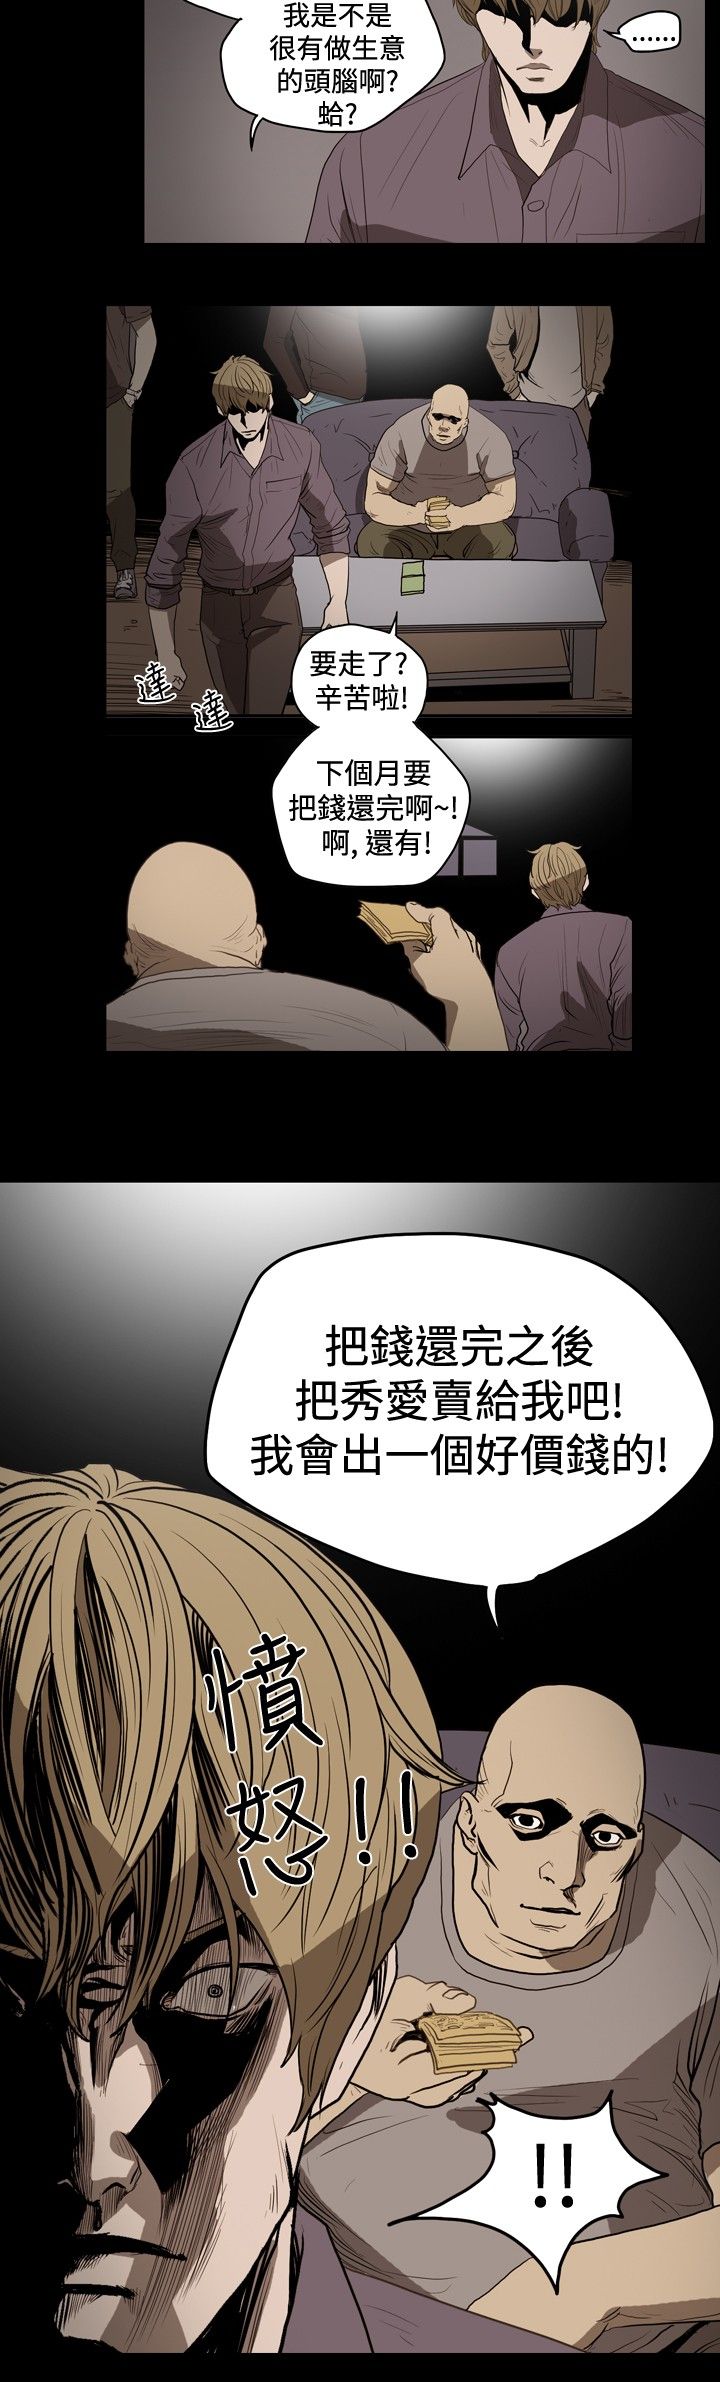 我是不是
很有做生意
的頭腦啊?
蛤?
……
要走了?
辛苦啦!
達
達
下個月要
把錢還完啊~!
啊, 還有!
把錢還完之後
把秀愛賣給我吧!
我會出一個好價錢的!
憤
怒!!
!!